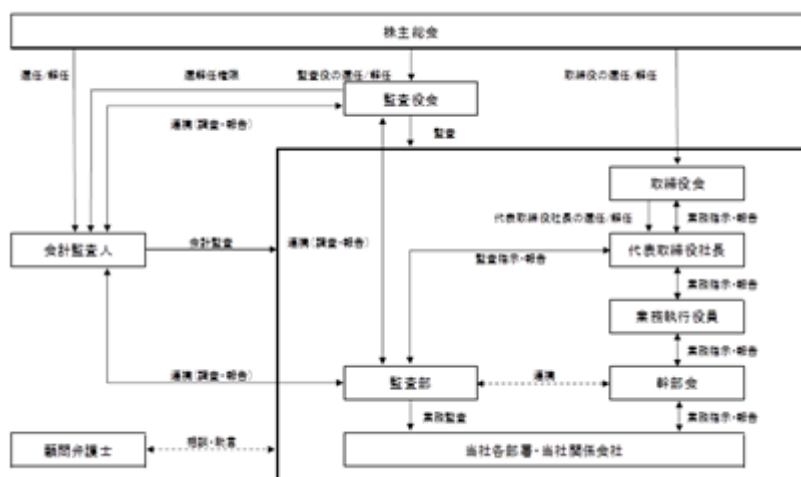 株主総会
選任/解任
選解任権限
監査役の選任/解任
取締役の選任/解任
監査役会
連携(調査・報告)
監査
取締役会
代表取締役社長の選任/解任
業務指示・報告
会計監査人
会計監査
連携(調査・報告)
代表取締役社長
監査指示・報告
業務指示・報告
業務執行役員
業務指示・報告
連携(調査・報告)
監査部
連携
幹部会
業務監査
業務指示・報告
顧問弁護士
相談・助言
当社各部署・当社関係会社